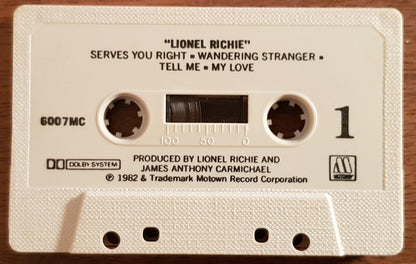 "LIONEL RICHIE"
SERVES YOU RIGHT ▪ WANDERING STRANGER ▪
TELL ME ▪ MY LOVE
6007MC
100 50 0
1
DOLBY SYSTEM
PRODUCED BY LIONEL RICHIE AND
JAMES ANTHONY CARMICHAEL
℗ 1982 & Trademark Motown Record Corporation